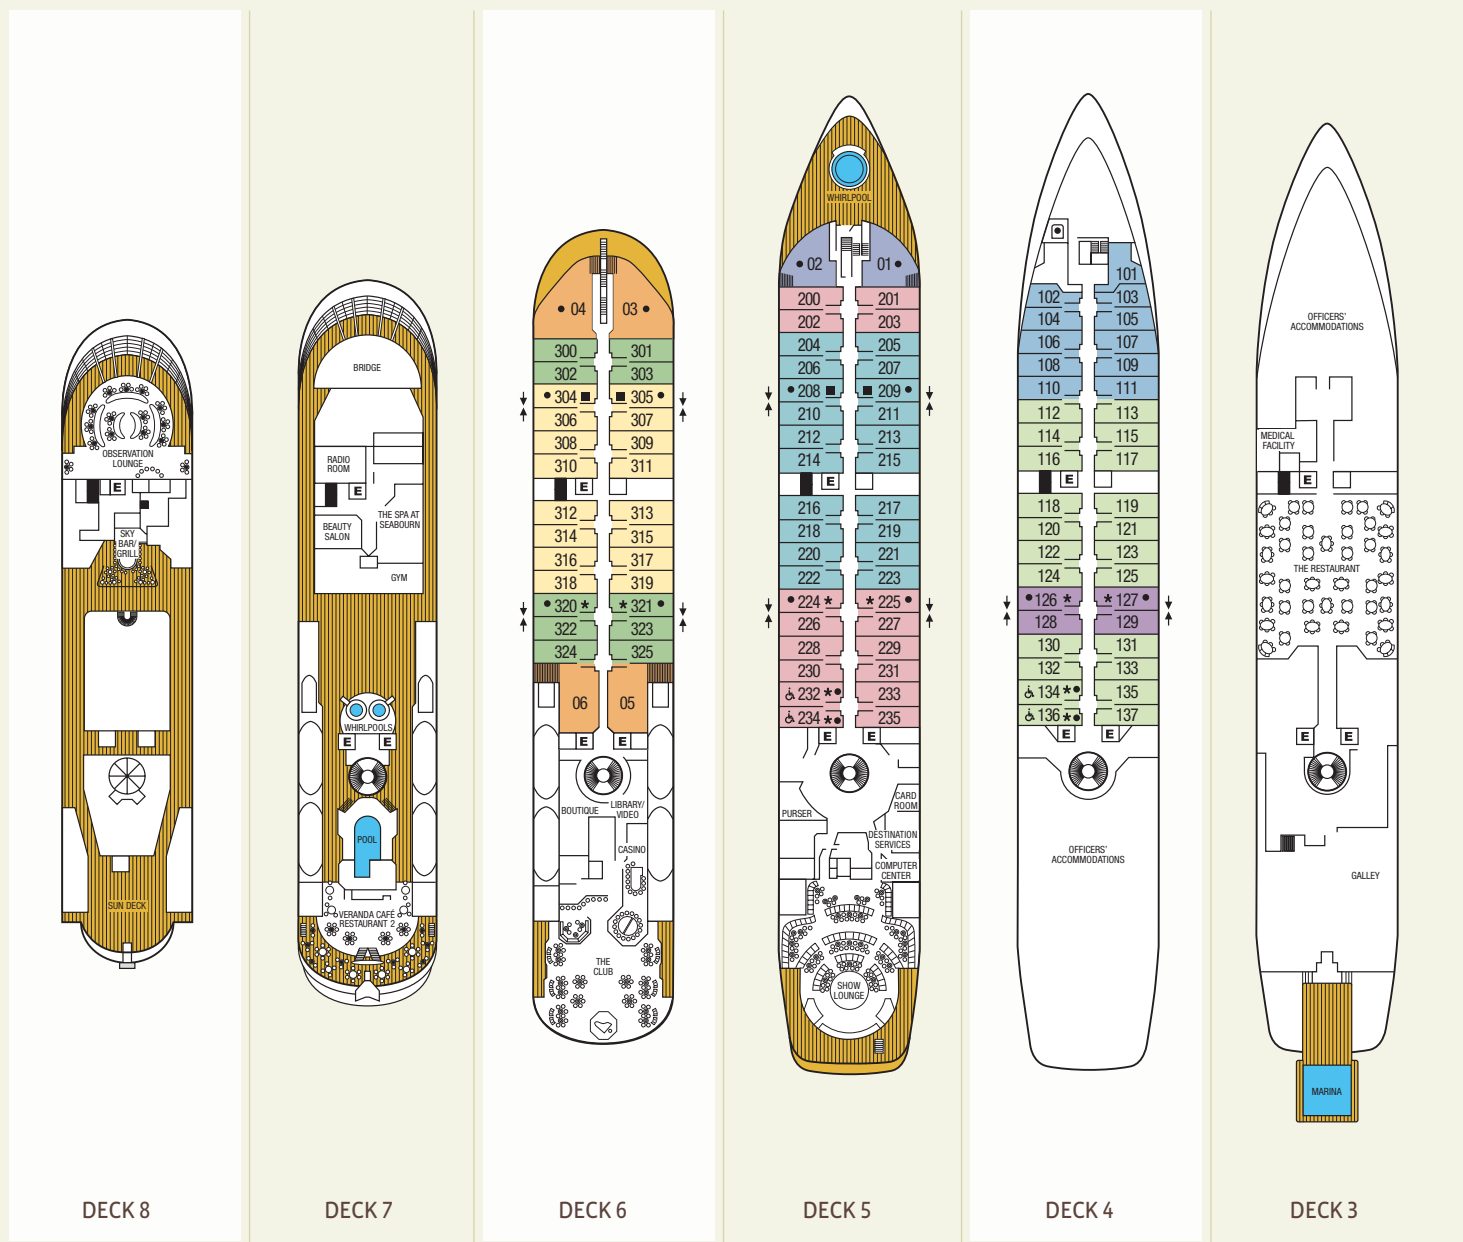 OBSERVATION
LOUNGE
E
SKY
BAR/
GRILL
SUN DECK
DECK 8
BRIDGE
RADIO
ROOM
E
THE SPA AT
SEABOURN
BEAUTY
SALON
GYM
WHIRLPOOLS
E E
POOL
VERANDA CAFÉ
RESTAURANT 2
DECK 7
04 03
300 301
302 303
304 305
306 307
308 309
310 311
E
312 313
314 315
316 317
318 319
320 * * 321
322 323
324 325
06 05
E E
BOUTIQUE
LIBRARY/
VIDEO
CASINO
THE
CLUB
DECK 6
WHIRLPOOL
02 01
200 201
202 203
204 205
206 207
208 209
210 211
212 213
214 215
E
216 217
218 219
220 221
222 223
224 * * 225
226 227
228 229
230 231
232 * 233
234 * 235
E E
CARD
ROOM
PURSER
DESTINATION
SERVICES
COMPUTER
CENTER
SHOW
LOUNGE
DECK 5
101
102 103
104 105
106 107
108 109
110 111
112 113
114 115
116 117
E
118 119
120 121
122 123
124 125
126 * * 127
128 129
130 131
132 133
134 * 135
136 * 137
E E
OFFICERS'
ACCOMMODATIONS
DECK 4
OFFICERS'
ACCOMMODATIONS
MEDICAL
FACILITY
E
THE RESTAURANT
E E
GALLEY
MARINA
DECK 3